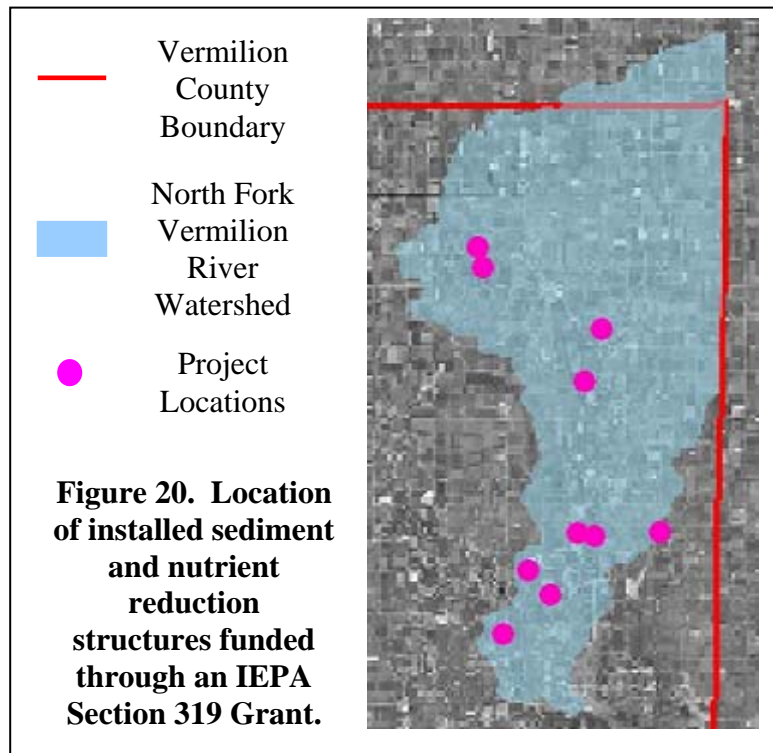 Vermilion
County
Boundary
North Fork
Vermilion
River
Watershed
Project
Locations
Figure 20.  Location
of installed sediment
and nutrient
reduction
structures funded
through an IEPA
Section 319 Grant.